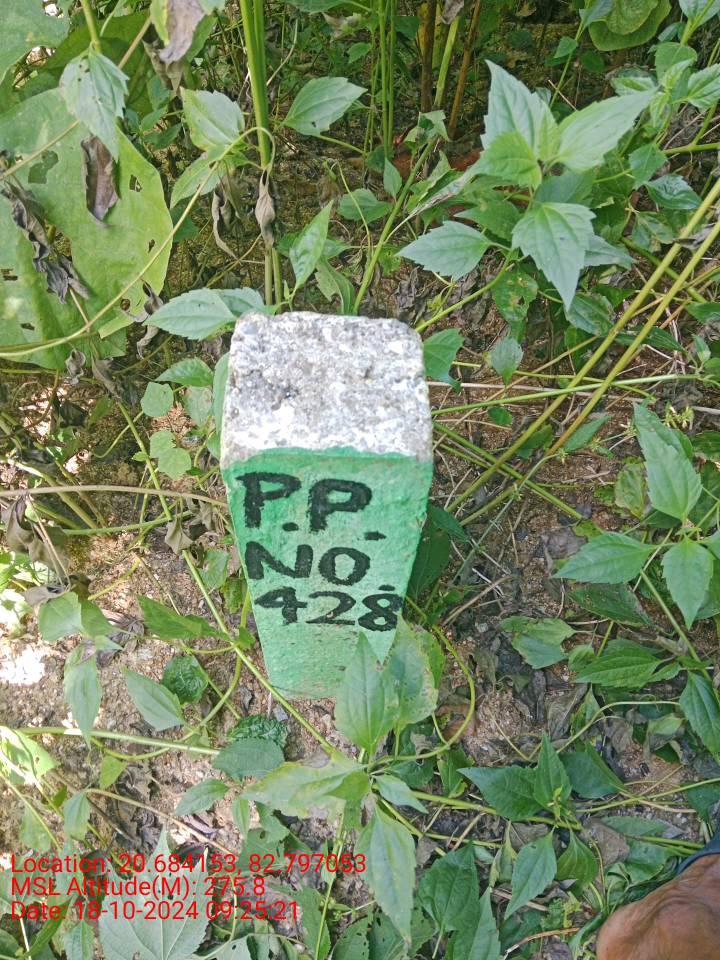 P.P.
NO.
428
Location: 20.684153, 82.797053
MSL Altitude(M): 275.8
Date: 18-10-2024 09:25:21